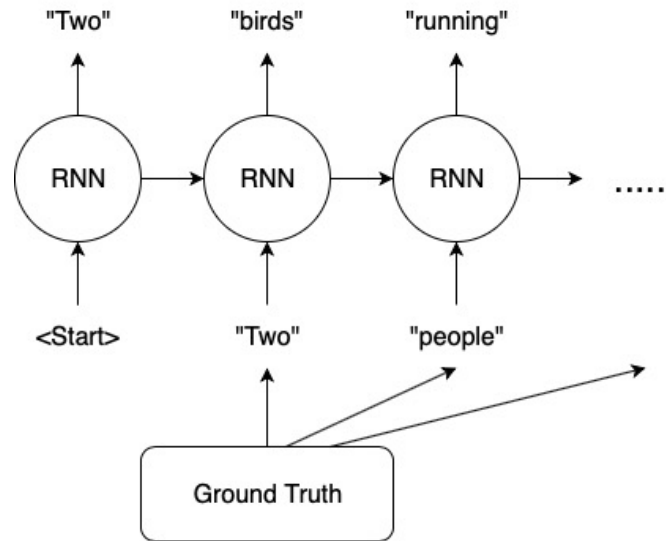 "Two" "birds" "running"
RNN RNN RNN .....
<Start> "Two" "people"
Ground Truth